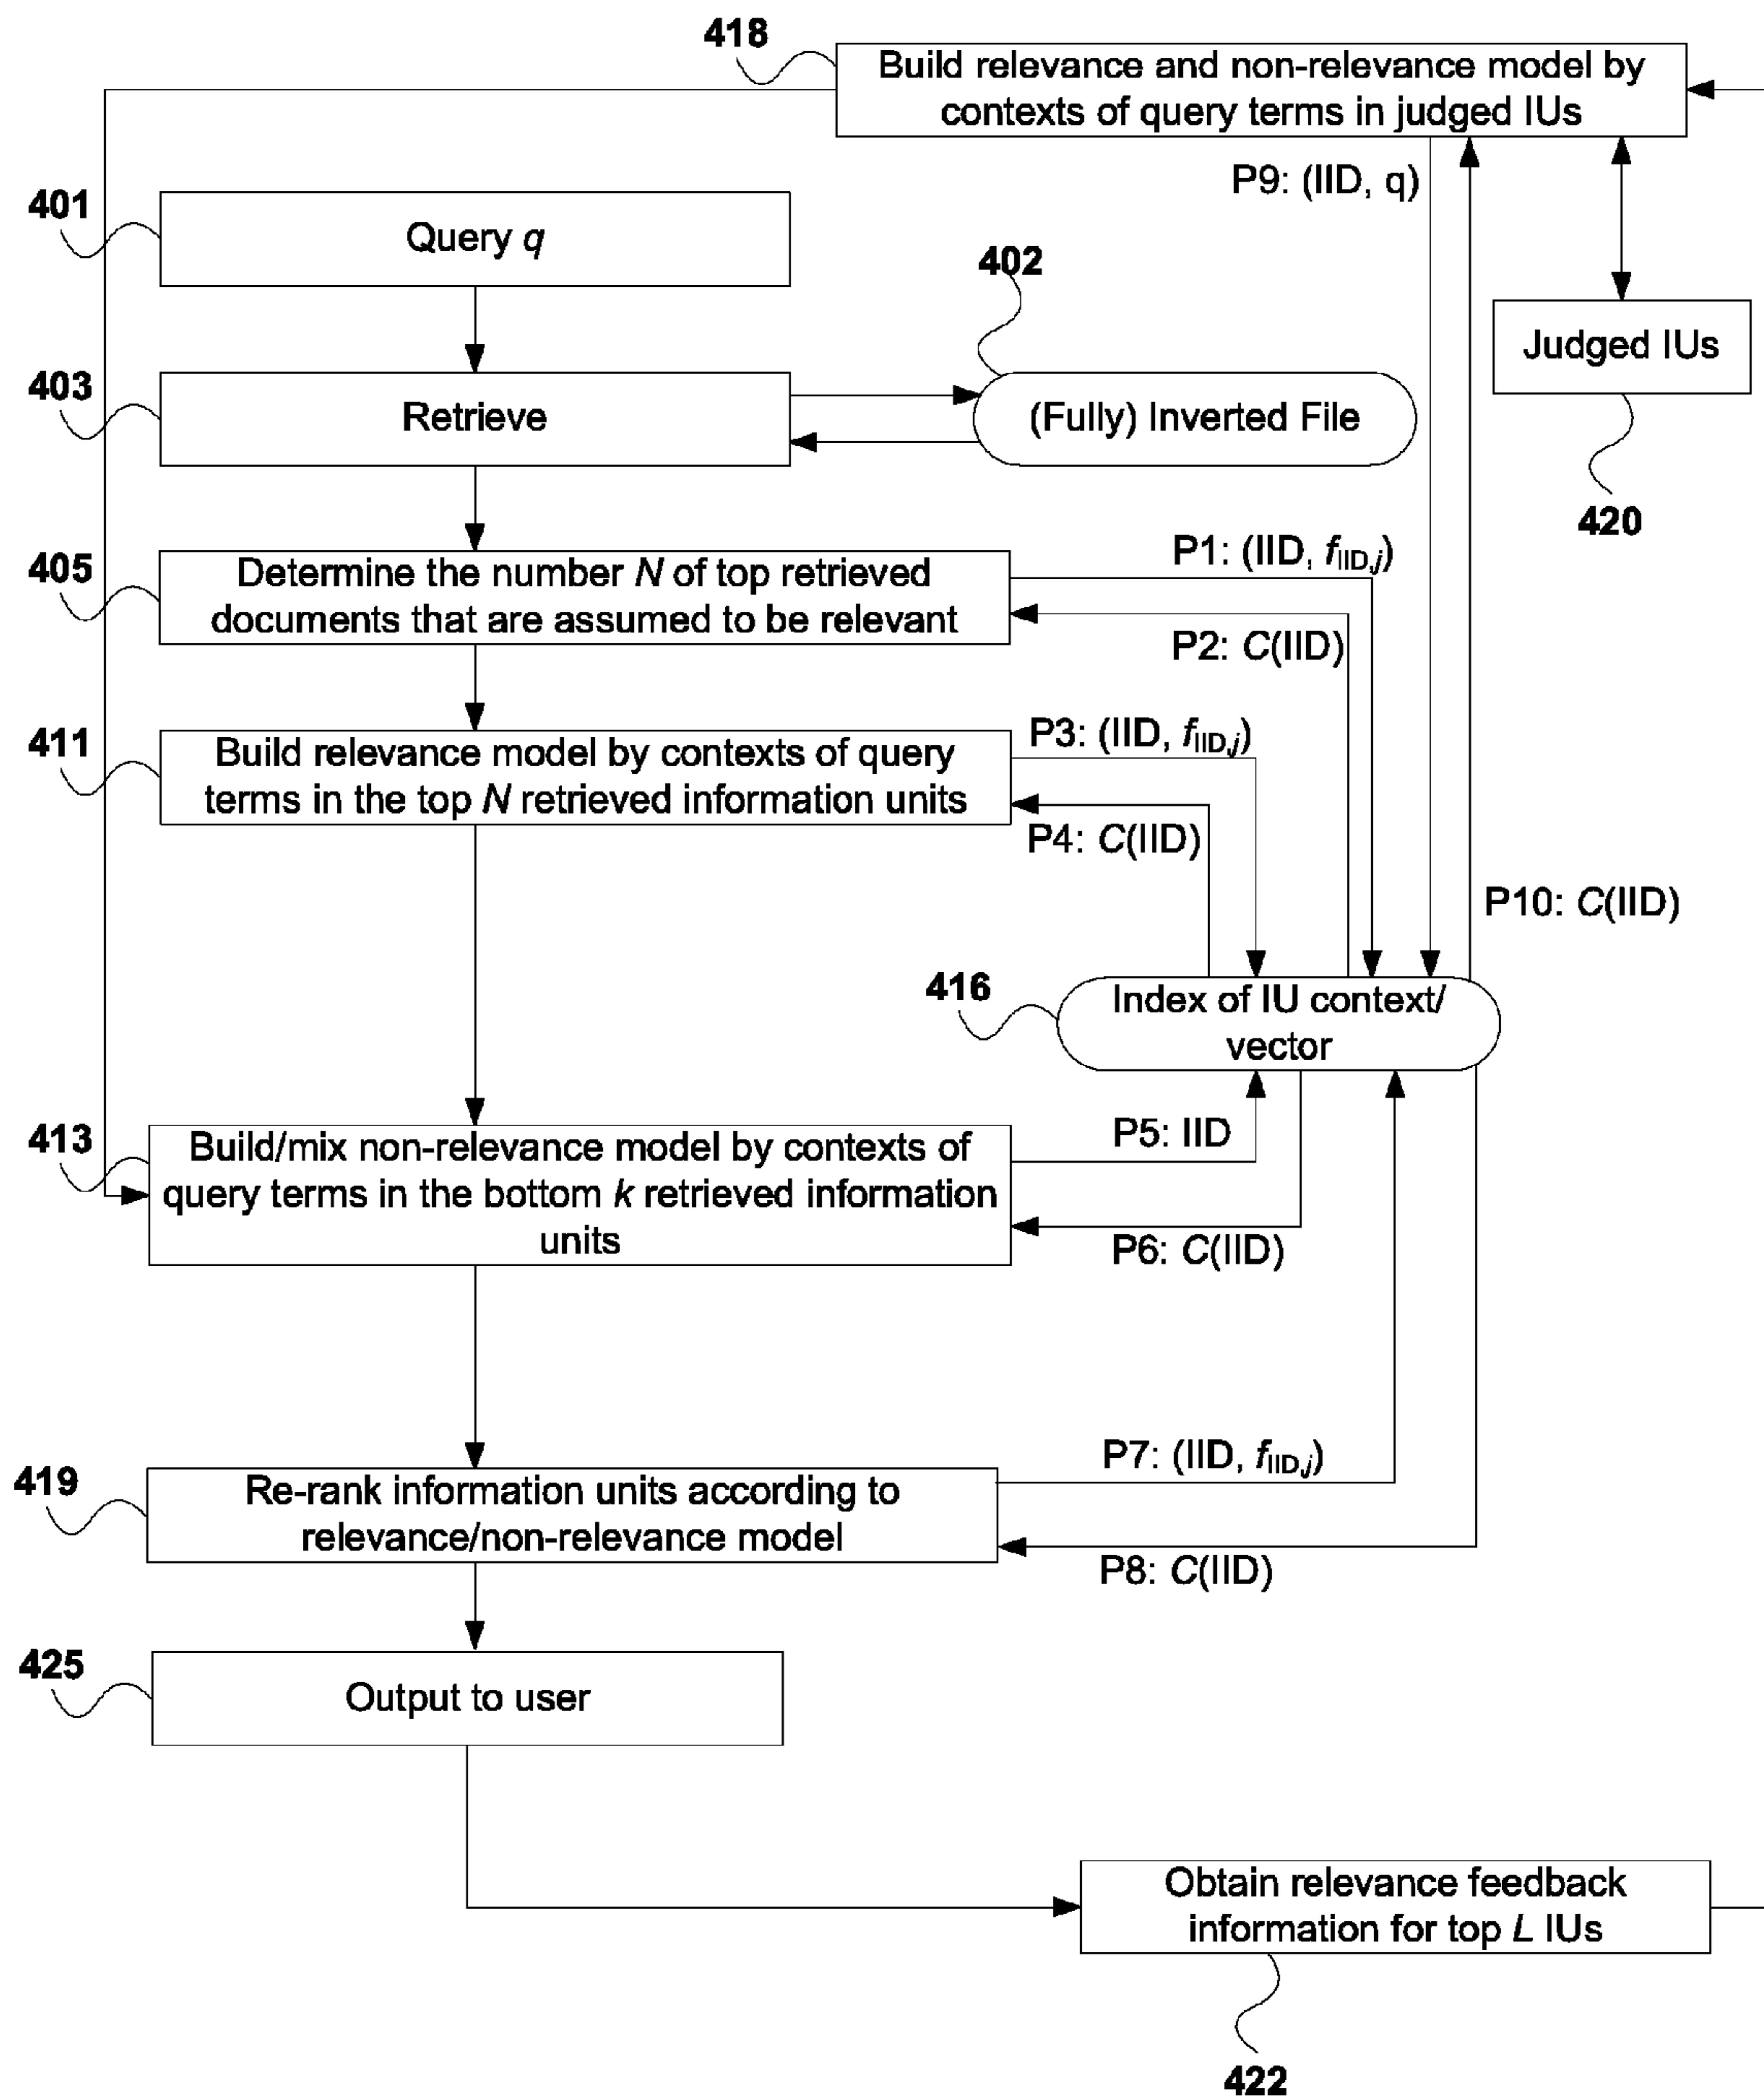 418
Build relevance and non-relevance model by
contexts of query terms in judged IUs
P9: (IID, q)
401
Query q
402
Judged IUs
403
Retrieve
(Fully) Inverted File
420
405
Determine the number N of top retrieved
documents that are assumed to be relevant
P1: (IID, fIID,j)
P2: C(IID)
411
Build relevance model by contexts of query
terms in the top N retrieved information units
P3: (IID, fIID,j)
P4: C(IID)
P10: C(IID)
416
Index of IU context/
vector
413
Build/mix non-relevance model by contexts of
query terms in the bottom k retrieved information
units
P5: IID
P6: C(IID)
419
Re-rank information units according to
relevance/non-relevance model
P7: (IID, fIID,j)
P8: C(IID)
425
Output to user
Obtain relevance feedback
information for top L IUs
422